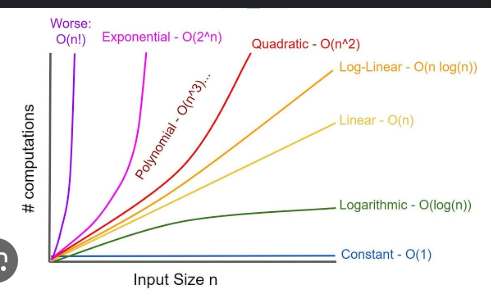 Worse:
O(n!)
Exponential - O(2^n)
Quadratic - O(n^2)
Log-Linear - O(n log(n))
Polynomial - O(n^3)...
Linear - O(n)
# computations
Logarithmic - O(log(n))
Constant - O(1)
Input Size n